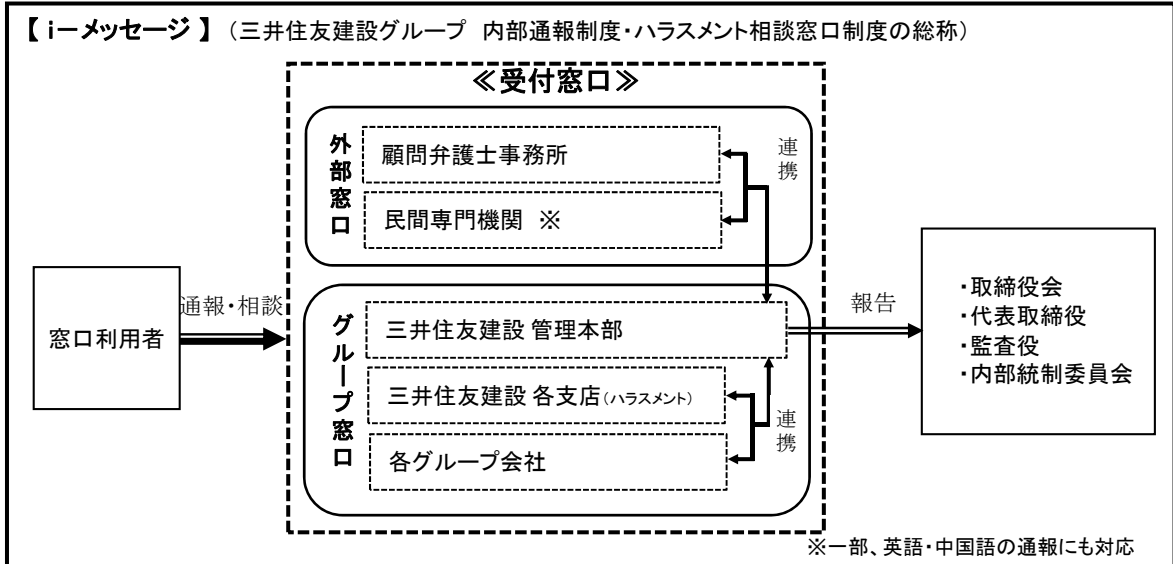 【 i－メッセージ 】 （三井住友建設グループ 内部通報制度・ハラスメント相談窓口制度の総称）
≪受付窓口≫
外部窓口
顧問弁護士事務所
民間専門機関 ※
連携
窓口利用者
通報・相談
グループ窓口
三井住友建設 管理本部
三井住友建設 各支店（ハラスメント）
各グループ会社
連携
報告
・取締役会
・代表取締役
・監査役
・内部統制委員会
※一部、英語・中国語の通報にも対応